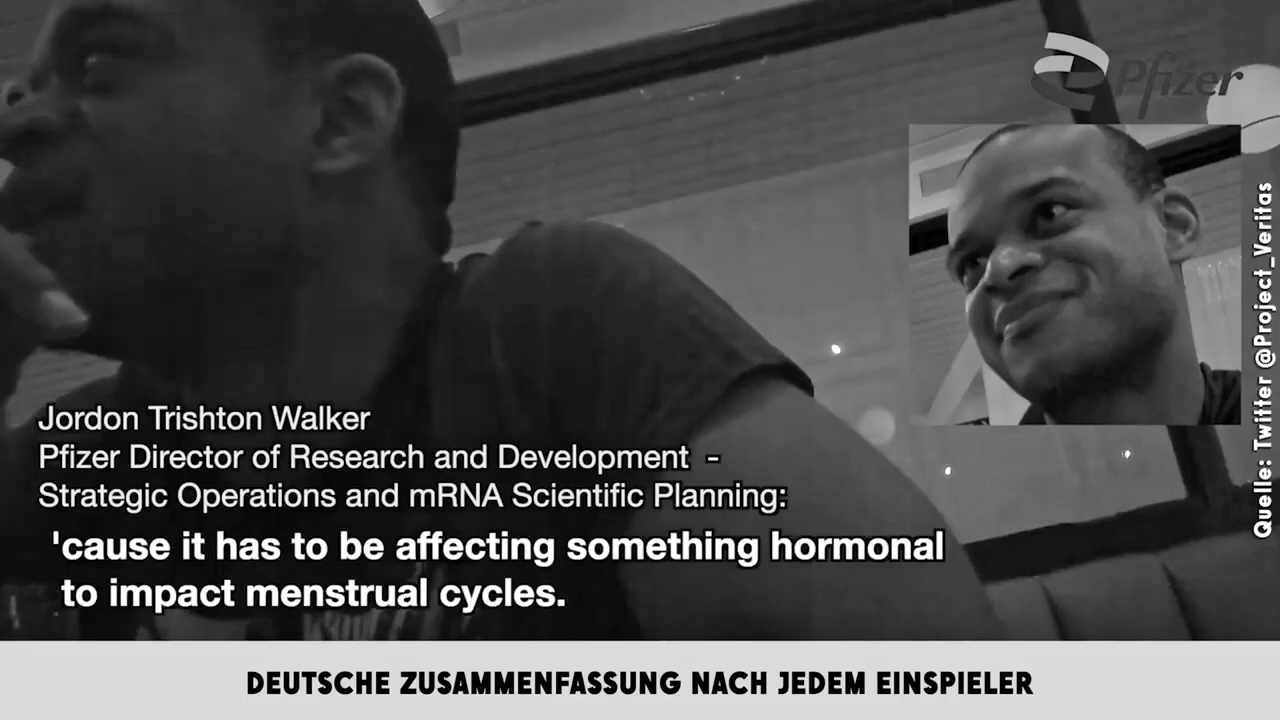 Pfizer
Quelle: Twitter @Project_Veritas
Jordon Trishton Walker
Pfizer Director of Research and Development -
Strategic Operations and mRNA Scientific Planning:
'cause it has to be affecting something hormonal
to impact menstrual cycles.
DEUTSCHE ZUSAMMENFASSUNG NACH JEDEM EINSPIELER